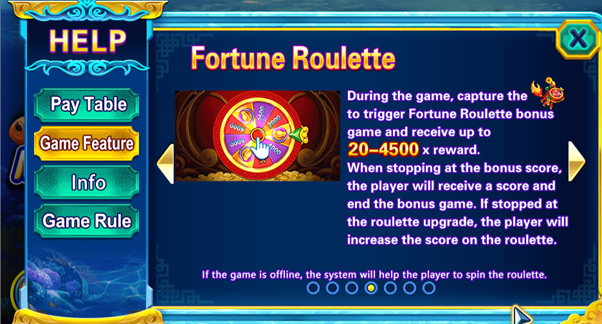 HELP
Fortune Roulette
Pay Table
Game Feature
Info
Game Rule
During the game, capture the
to trigger Fortune Roulette bonus
game and receive up to
20-4500 x reward.
When stopping at the bonus score,
the player will receive a score and
end the bonus game. If stopped at
the roulette upgrade, the player will
increase the score on the roulette.
If the game is offline, the system will help the player to spin the roulette.